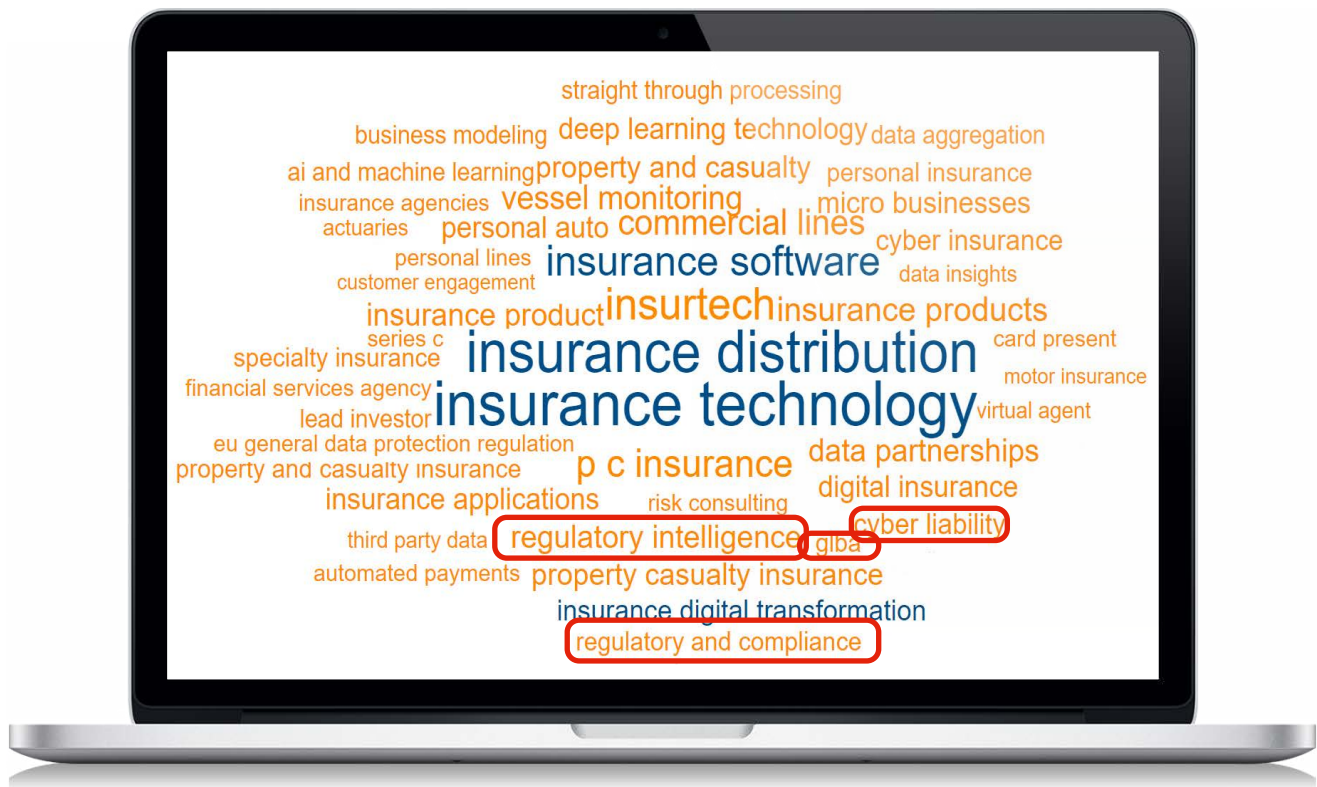 straight through processing
business modeling deep learning technology data aggregation
ai and machine learning property and casualty personal insurance
insurance agencies vessel monitoring micro businesses
actuaries personal auto commercial lines
cyber insurance
personal lines insurance software
data insights
customer engagement
insurance product insurtech insurance products
series c insurance distribution card present
specialty insurance
motor insurance
financial services agency
lead investor insurance technology virtual agent
eu general data protection regulation
data partnerships
property and casualty insurance p c insurance
digital insurance
insurance applications risk consulting
cyber liability
third party data regulatory intelligence glba
automated payments property casualty insurance
insurance digital transformation
regulatory and compliance